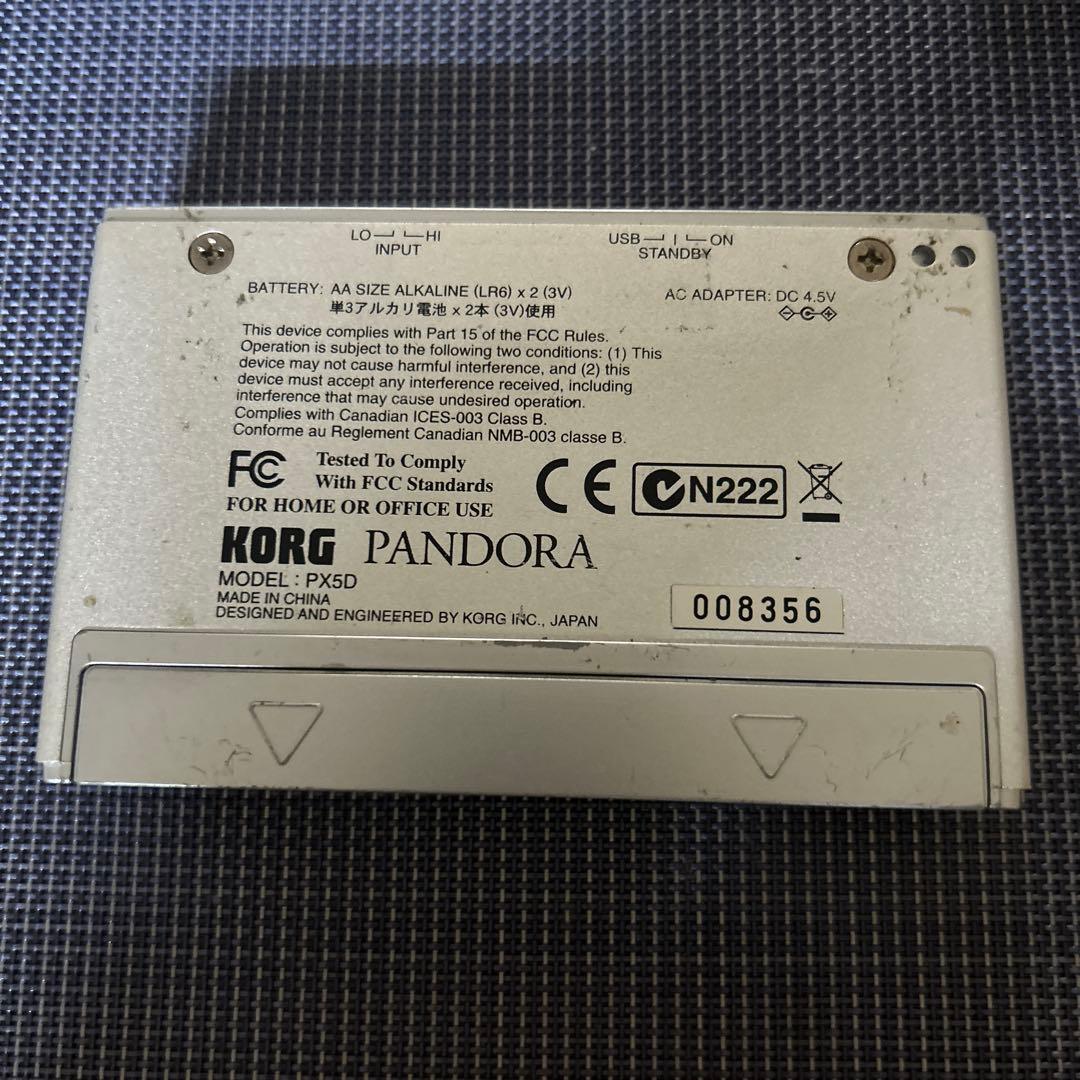 LO HI
INPUT
USB ON
STANDBY
BATTERY: AA SIZE ALKALINE (LR6) x 2 (3V)
単3アルカリ電池 x 2本 (3V)使用
AC ADAPTER: DC 4.5V
This device complies with Part 15 of the FCC Rules.
Operation is subject to the following two conditions: (1) This
device may not cause harmful interference, and (2) this
device must accept any interference received, including
interference that may cause undesired operation.
Complies with Canadian ICES-003 Class B.
Conforme au Reglement Canadian NMB-003 classe B.
FC Tested To Comply
With FCC Standards
FOR HOME OR OFFICE USE
CE
N222
KORG PANDORA
MODEL : PX5D
MADE IN CHINA
DESIGNED AND ENGINEERED BY KORG INC., JAPAN
008356